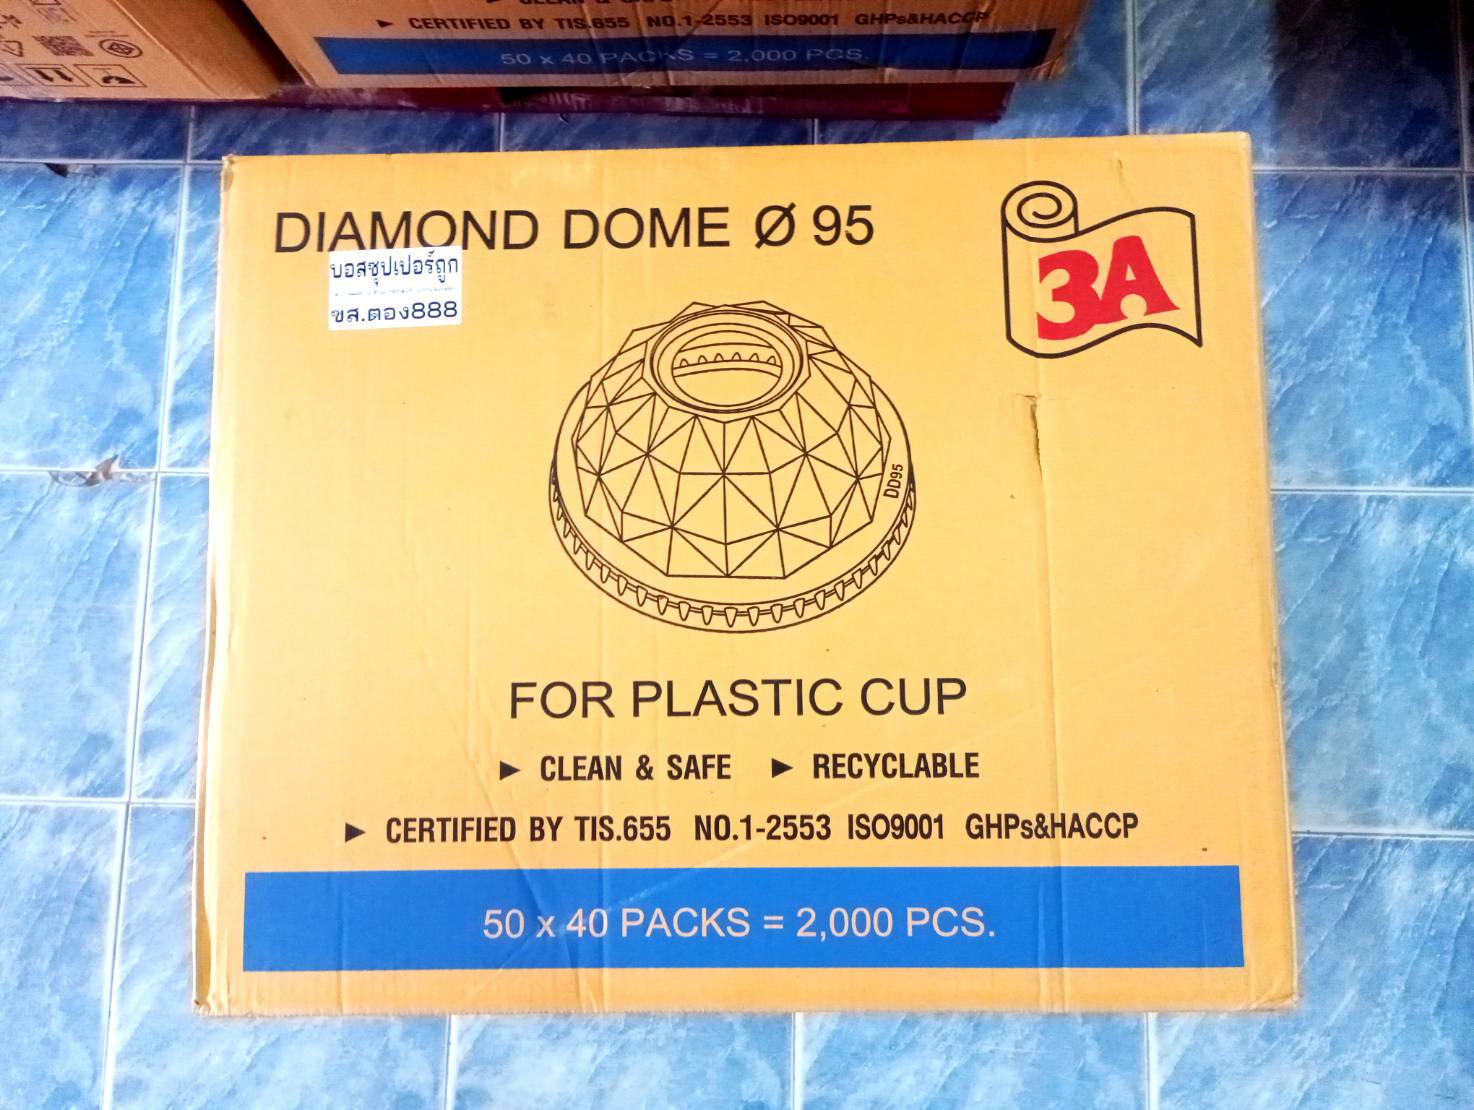 ► CERTIFIED BY TIS.655 NO.1-2553 ISO9001 GHPs&HACCP
50 x 40 PACKS = 2,000 PCS.
DIAMOND DOME Ø 95
3A
บอสซุปเปอร์ถูก
ขส.ตอง888
DD95
FOR PLASTIC CUP
► CLEAN & SAFE ► RECYCLABLE
► CERTIFIED BY TIS.655 NO.1-2553 ISO9001 GHPs&HACCP
50 x 40 PACKS = 2,000 PCS.